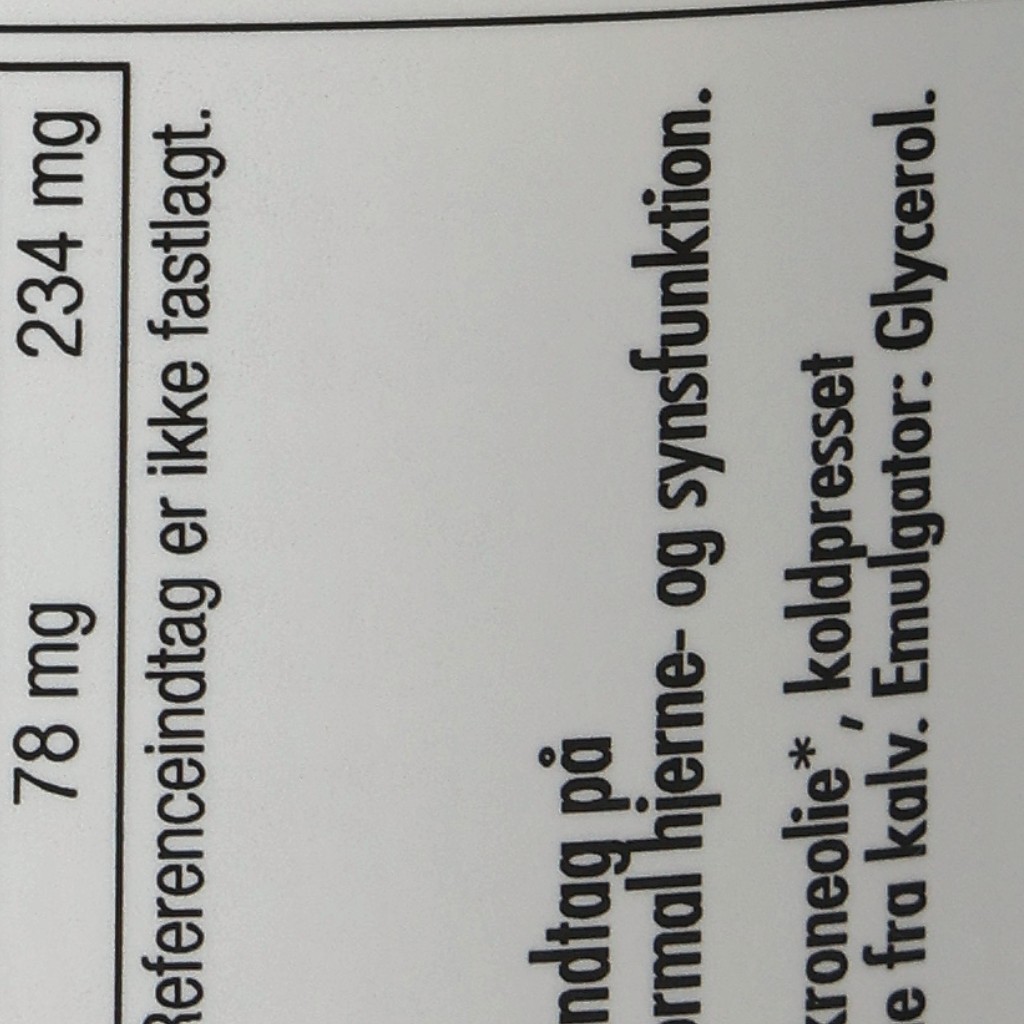 78 mg 234 mg
Referenceindtag er ikke fastlagt.
ndtag på
ormal hjerne- og synsfunktion.
kroneolie*, koldpresset
e fra kalv. Emulgator: Glycerol.